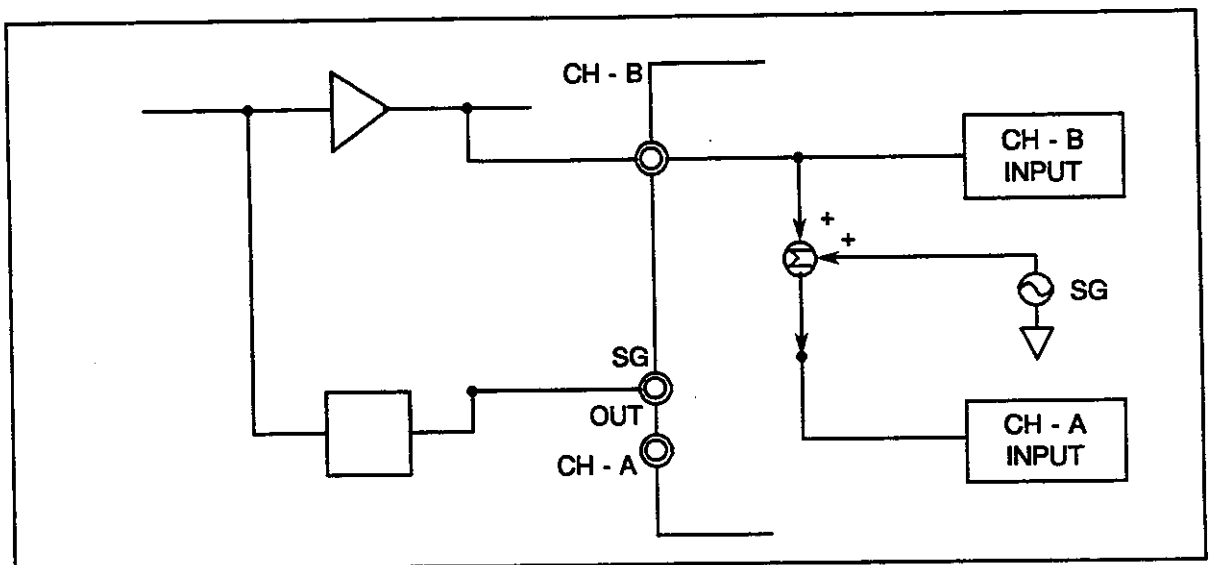 CH - B
CH - B
INPUT
+
+
Σ
SG
SG
OUT
CH - A
CH - A
INPUT